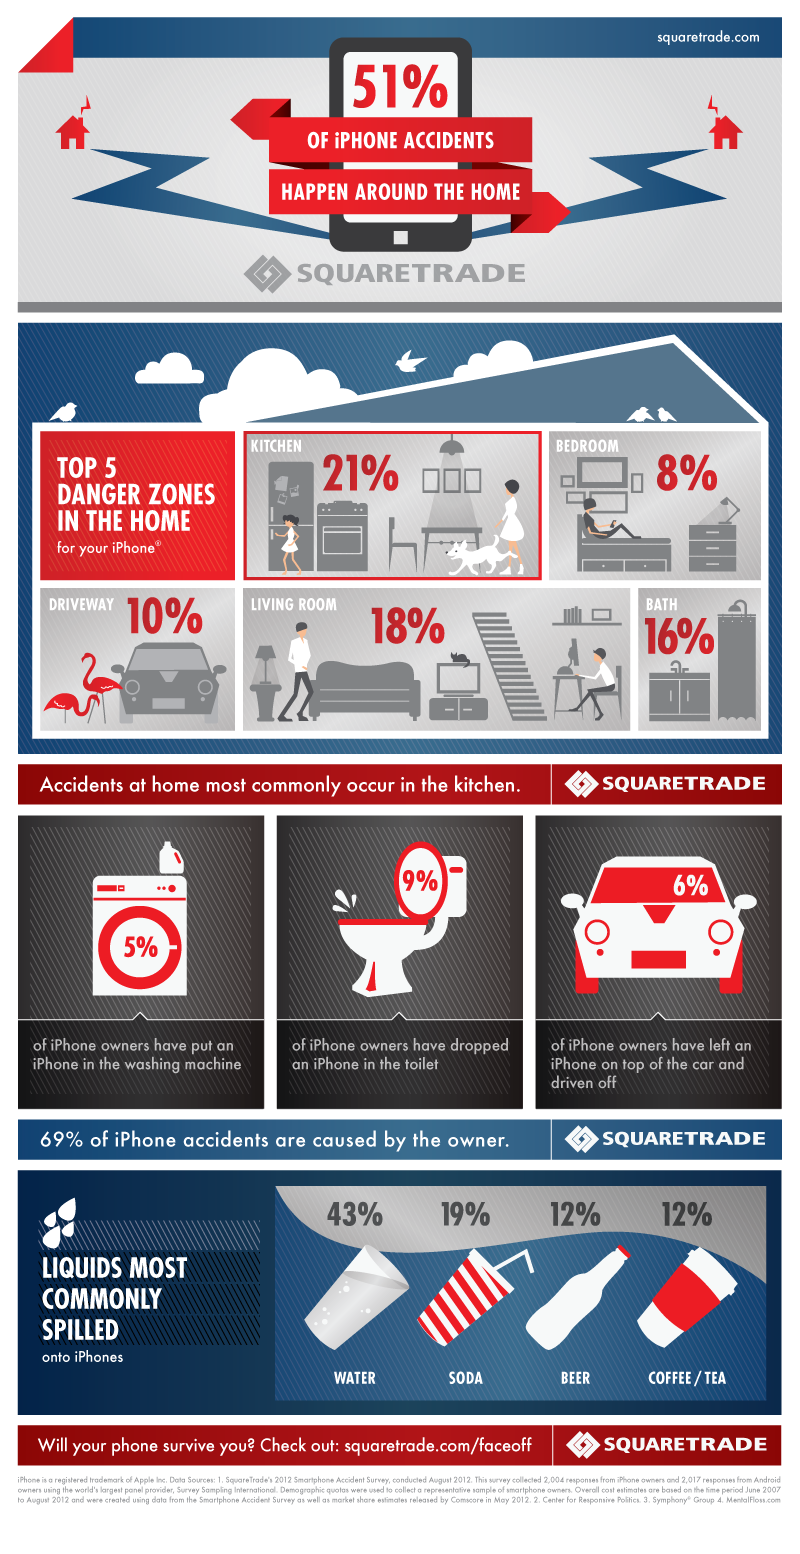 squaretrade.com
51%
OF iPHONE ACCIDENTS
HAPPEN AROUND THE HOME
SQUARETRADE
TOP 5
DANGER ZONES
IN THE HOME
for your iPhone®
KITCHEN
21%
BEDROOM
8%
DRIVEWAY
10%
LIVING ROOM
18%
BATH
16%
Accidents at home most commonly occur in the kitchen.
SQUARETRADE
5%
of iPhone owners have put an
iPhone in the washing machine
9%
of iPhone owners have dropped
an iPhone in the toilet
6%
of iPhone owners have left an
iPhone on top of the car and
driven off
69% of iPhone accidents are caused by the owner.
SQUARETRADE
LIQUIDS MOST
COMMONLY
SPILLED
onto iPhones
43%
19%
12%
12%
WATER
SODA
BEER
COFFEE / TEA
Will your phone survive you? Check out: squaretrade.com/faceoff
SQUARETRADE
iPhone is a registered trademark of Apple Inc. Data Sources: 1. SquareTrade's 2012 Smartphone Accident Survey, conducted August 2012. This survey collected 2,004 responses from iPhone owners and 2,017 responses from Android
owners using the world's largest panel provider, Survey Sampling International. Demographic quotas were used to collect a representative sample of smartphone owners. Overall cost estimates are based on the time period June 2007
to August 2012 and were created using data from the Smartphone Accident Survey as well as market share estimates released by Comscore in May 2012. 2. Center for Responsive Politics. 3. Symphony® Group 4. MentalFloss.com